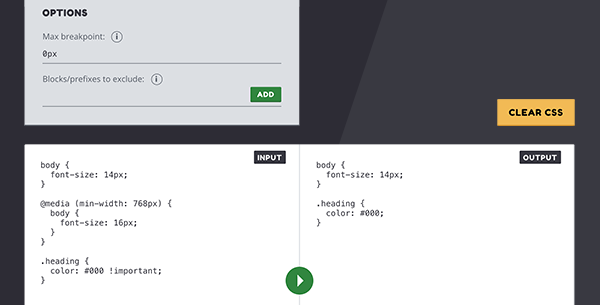 OPTIONS
Max breakpoint: i
0px
Blocks/prefixes to exclude: i
ADD
CLEAR CSS
INPUT
body {
  font-size: 14px;
}
@media (min-width: 768px) {
  body {
    font-size: 16px;
  }
}
.heading {
  color: #000 !important;
}
OUTPUT
body {
  font-size: 14px;
}
.heading {
  color: #000;
}